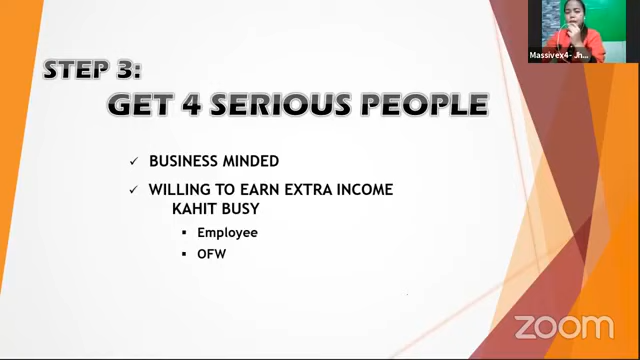 Massivex4- Jh...
STEP 3:
GET 4 SERIOUS PEOPLE
✓ BUSINESS MINDED
✓ WILLING TO EARN EXTRA INCOME
KAHIT BUSY
▪ Employee
▪ OFW
zoom